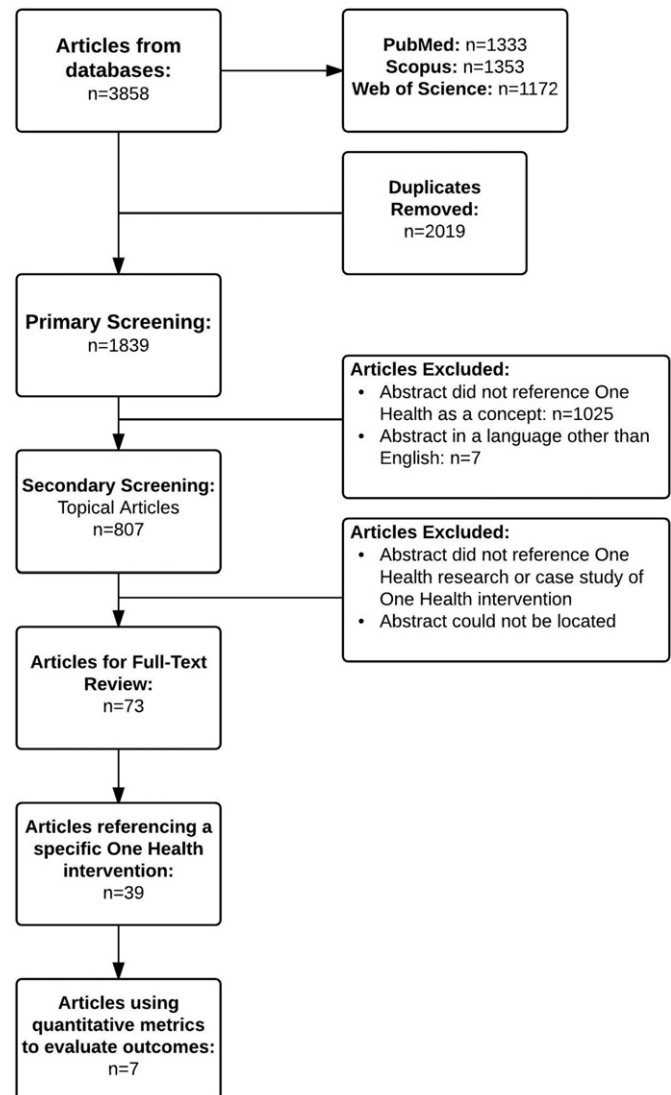 Articles from
databases:
n=3858
PubMed: n=1333
Scopus: n=1353
Web of Science: n=1172
Duplicates
Removed:
n=2019
Primary Screening:
n=1839
Articles Excluded:
• Abstract did not reference One
Health as a concept: n=1025
• Abstract in a language other than
English: n=7
Secondary Screening:
Topical Articles
n=807
Articles Excluded:
• Abstract did not reference One
Health research or case study of
One Health intervention
• Abstract could not be located
Articles for Full-Text
Review:
n=73
Articles referencing a
specific One Health
intervention:
n=39
Articles using
quantitative metrics
to evaluate outcomes:
n=7